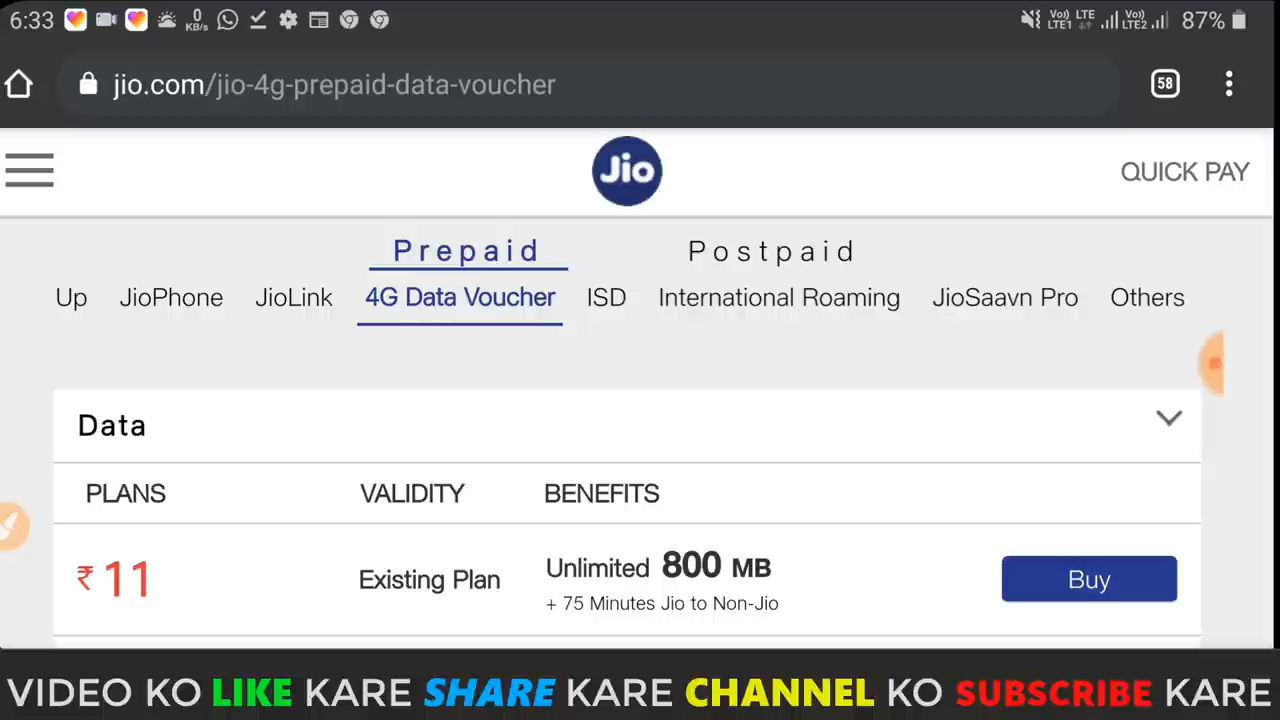 6:33 0 KB/s Vo) LTE LTE1 Vo) LTE2 87%
jio.com/jio-4g-prepaid-data-voucher 58
Jio QUICK PAY
Prepaid Postpaid
Up JioPhone JioLink 4G Data Voucher ISD International Roaming JioSaavn Pro Others
Data
PLANS VALIDITY BENEFITS
₹ 11 Existing Plan Unlimited 800 MB Buy
+ 75 Minutes Jio to Non-Jio
VIDEO KO LIKE KARE SHARE KARE CHANNEL KO SUBSCRIBE KARE